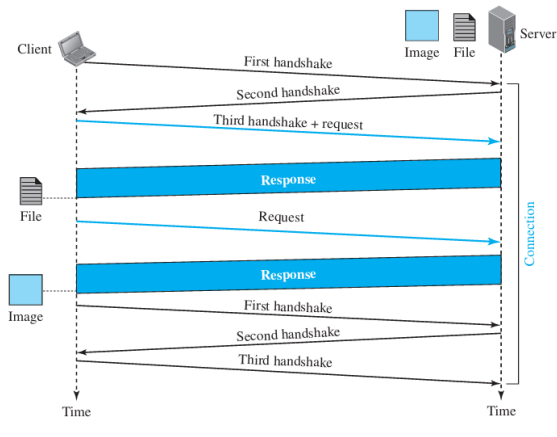 Client
Image
File
Server
First handshake
Second handshake
Third handshake + request
Response
File
Request
Connection
Response
Image
First handshake
Second handshake
Third handshake
Time
Time